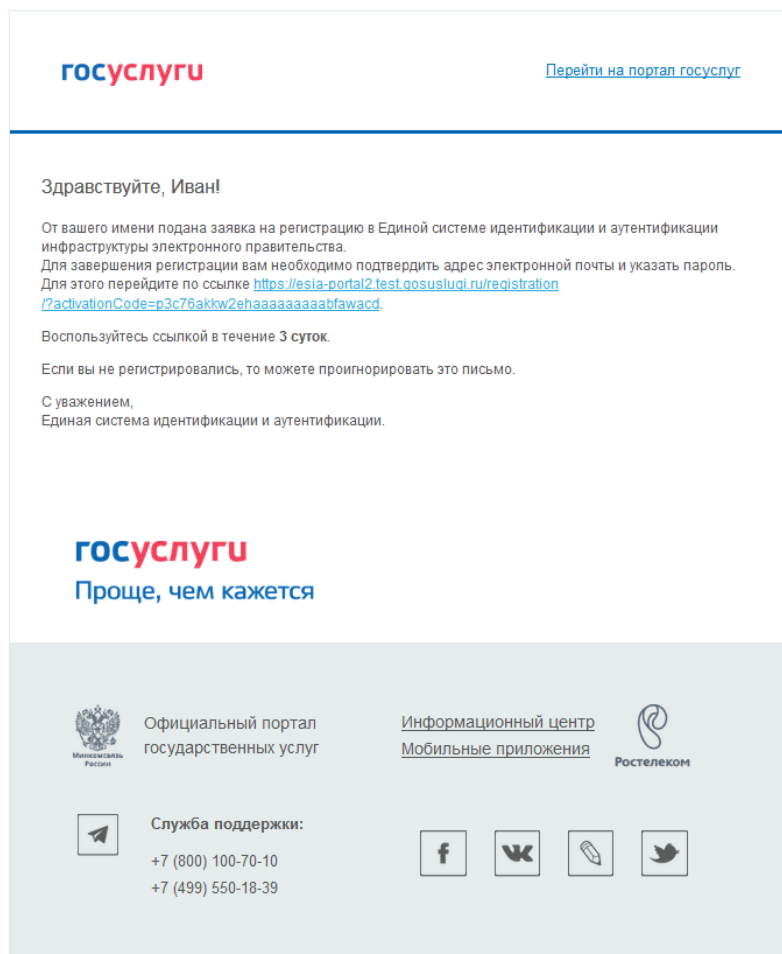 госуслуги
Перейти на портал госуслуг
Здравствуйте, Иван!
От вашего имени подана заявка на регистрацию в Единой системе идентификации и аутентификации
инфраструктуры электронного правительства.
Для завершения регистрации вам необходимо подтвердить адрес электронной почты и указать пароль.
Для этого перейдите по ссылке https://esia-portal2.test.gosuslugi.ru/registration
/?activationCode=p3c76akkw2ehaaaaaaaaabfawacd.
Воспользуйтесь ссылкой в течение 3 суток.
Если вы не регистрировались, то можете проигнорировать это письмо.
С уважением,
Единая система идентификации и аутентификации.
госуслуги
Проще, чем кажется
Минкомсвязь
России
Официальный портал
государственных услуг
Информационный центр
Мобильные приложения
Ростелеком
Служба поддержки:
+7 (800) 100-70-10
+7 (499) 550-18-39